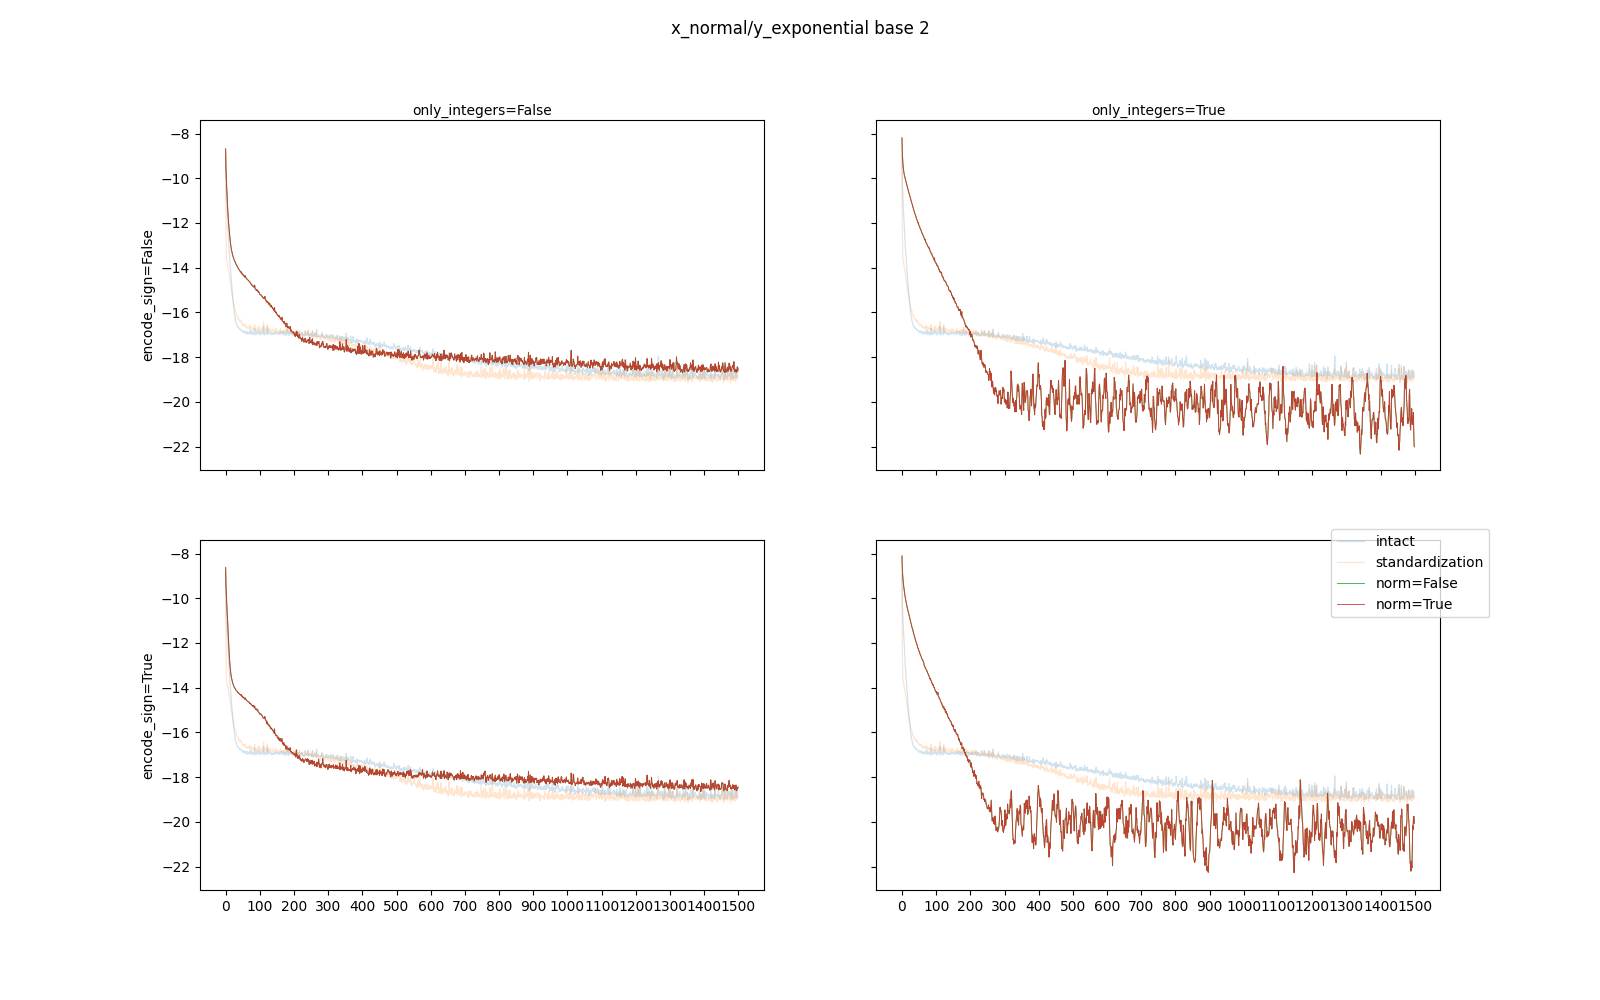 x_normal/y_exponential base 2
only_integers=False
only_integers=True
encode_sign=False
−8
−10
−12
−14
−16
−18
−20
−22
encode_sign=True
−8
−10
−12
−14
−16
−18
−20
−22
0 100 200 300 400 500 600 700 800 900 1000 1100 1200 1300 1400 1500
intact
standardization
norm=False
norm=True
0 100 200 300 400 500 600 700 800 900 1000 1100 1200 1300 1400 1500